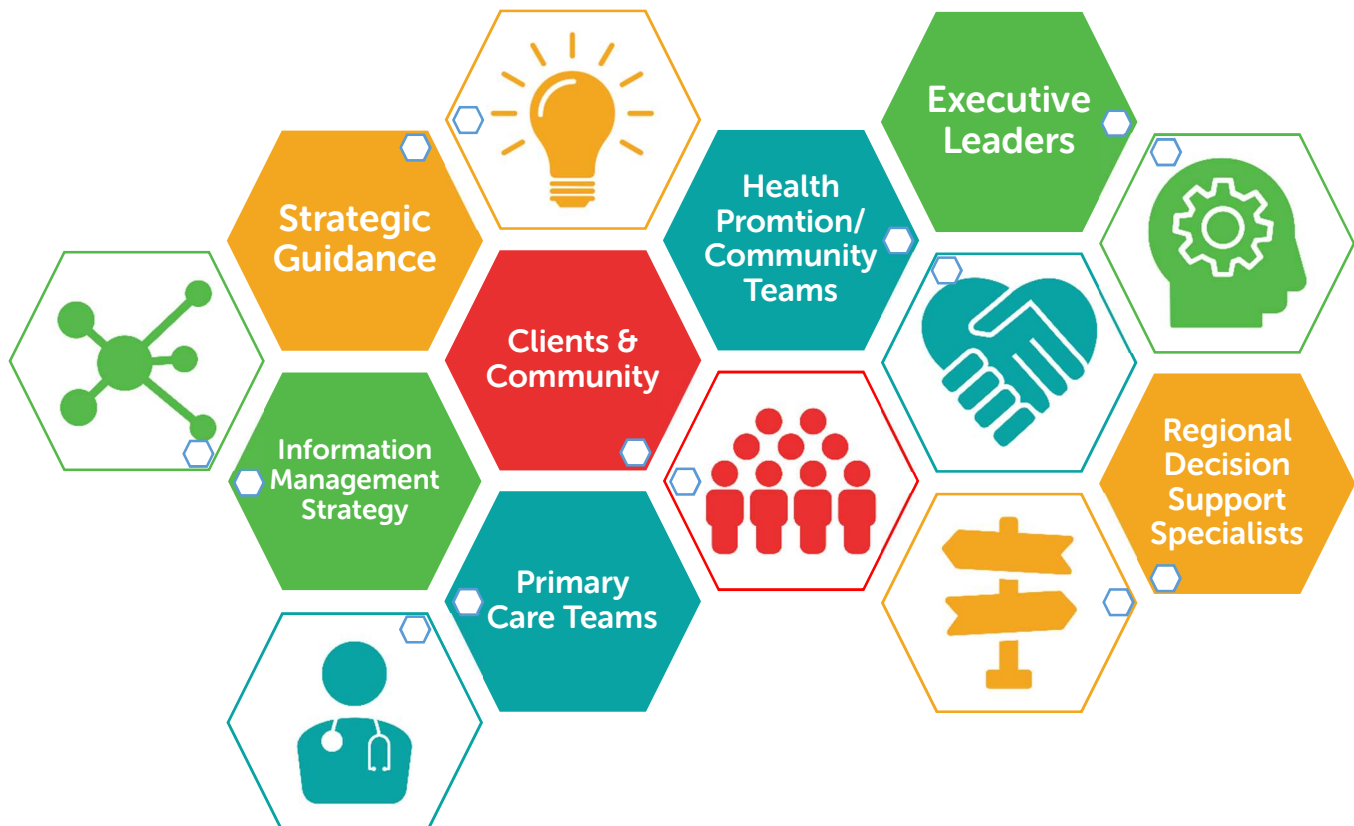 Executive
Leaders
Health
Promtion/
Community
Teams
Strategic
Guidance
Clients &
Community
Information
Management
Strategy
Regional
Decision
Support
Specialists
Primary
Care Teams